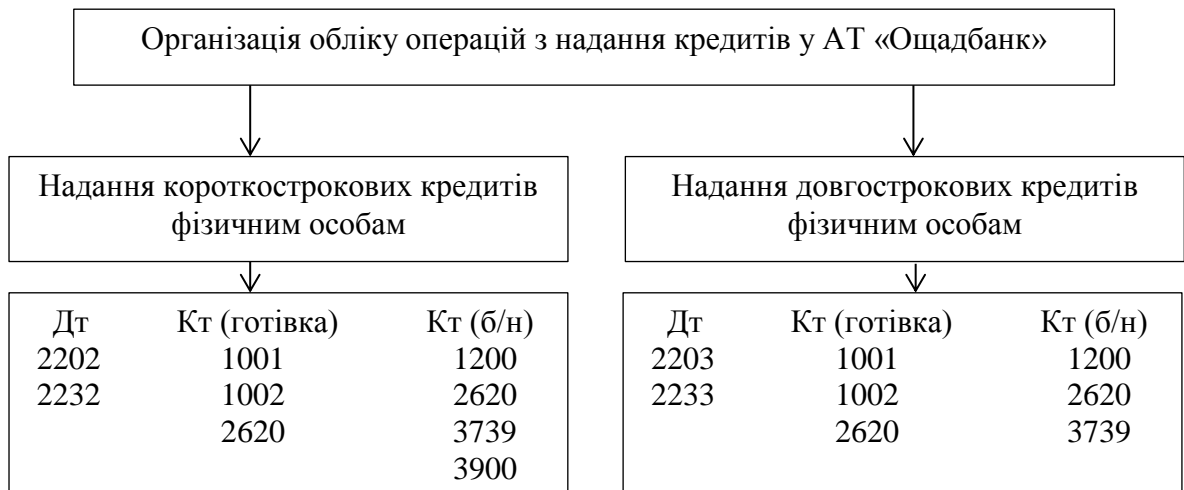 Організація обліку операцій з надання кредитів у АТ «Ощадбанк»
Надання короткострокових кредитів
фізичним особам
Надання довгострокових кредитів
фізичним особам
Дт Кт (готівка) Кт (б/н)
2202 1001 1200
2232 1002 2620
2620 3739
3900
Дт Кт (готівка) Кт (б/н)
2203 1001 1200
2233 1002 2620
2620 3739